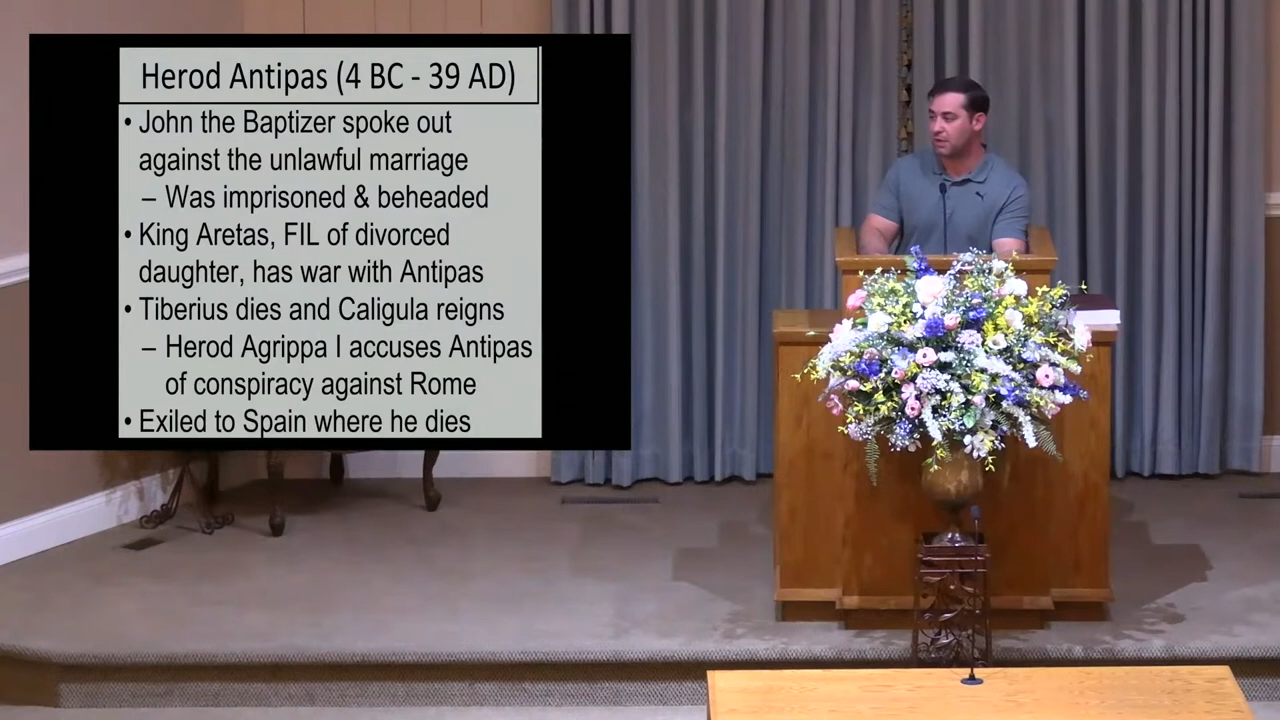 Herod Antipas (4 BC - 39 AD)
• John the Baptizer spoke out
against the unlawful marriage
– Was imprisoned & beheaded
• King Aretas, FIL of divorced
daughter, has war with Antipas
• Tiberius dies and Caligula reigns
– Herod Agrippa I accuses Antipas
of conspiracy against Rome
• Exiled to Spain where he dies